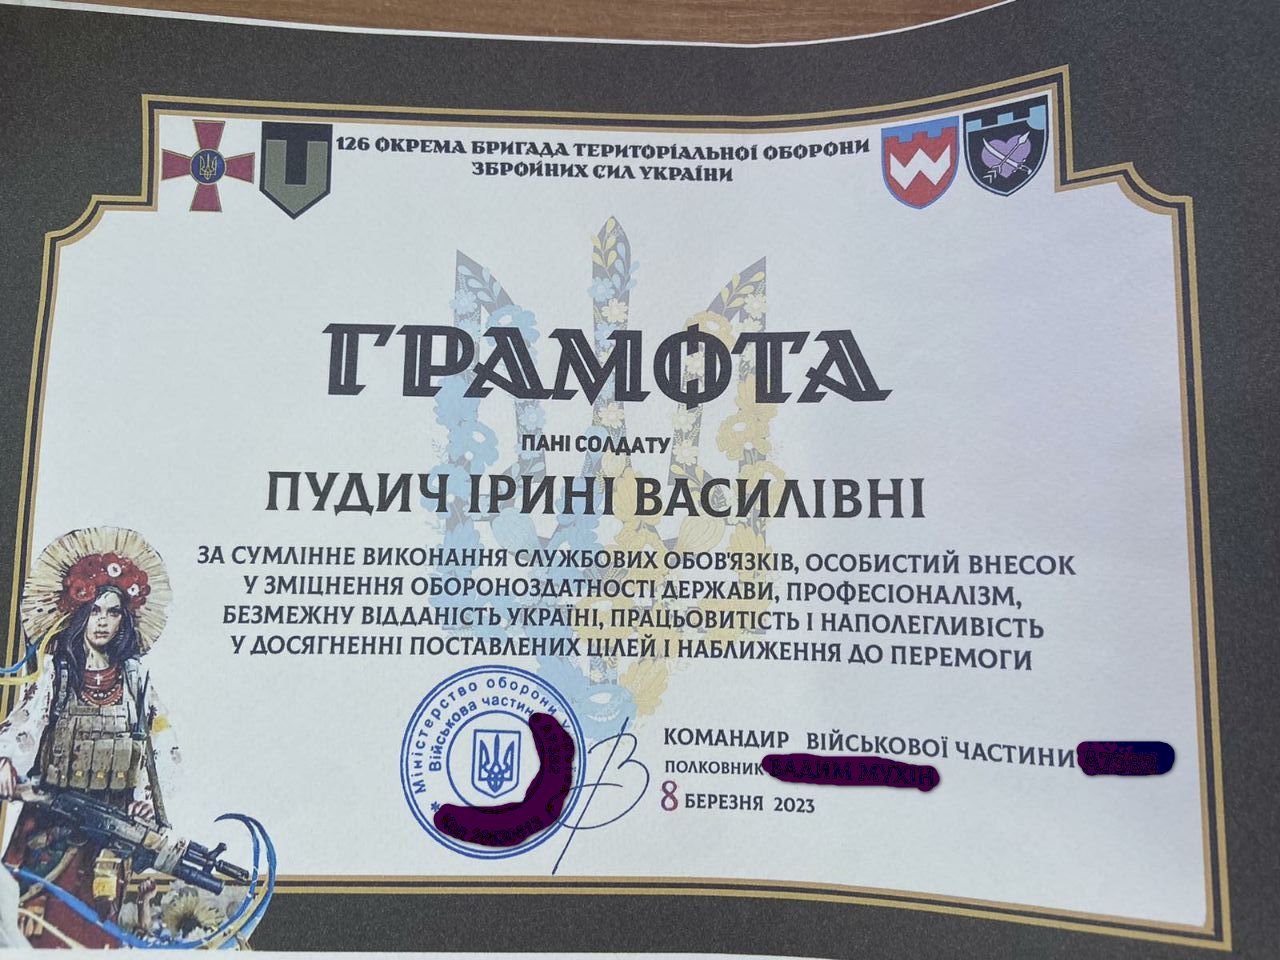 126 ОКРЕМА БРИГАДА ТЕРИТОРІАЛЬНОЇ ОБОРОНИ
ЗБРОЙНИХ СИЛ УКРАЇНИ
ГРАМОТА
ПАНІ СОЛДАТУ
ПУДИЧ ІРИНІ ВАСИЛІВНІ
ЗА СУМЛІННЕ ВИКОНАННЯ СЛУЖБОВИХ ОБОВ'ЯЗКІВ, ОСОБИСТИЙ ВНЕСОК
У ЗМІЦНЕННЯ ОБОРОНОЗДАТНОСТІ ДЕРЖАВИ, ПРОФЕСІОНАЛІЗМ,
БЕЗМЕЖНУ ВІДДАНІСТЬ УКРАЇНІ, ПРАЦЬОВИТІСТЬ І НАПОЛЕГЛИВІСТЬ
У ДОСЯГНЕННІ ПОСТАВЛЕНИХ ЦІЛЕЙ І НАБЛИЖЕННЯ ДО ПЕРЕМОГИ
Міністерство оборони
Військова частина
КОМАНДИР ВІЙСЬКОВОЇ ЧАСТИНИ
ПОЛКОВНИК
8 БЕРЕЗНЯ 2023